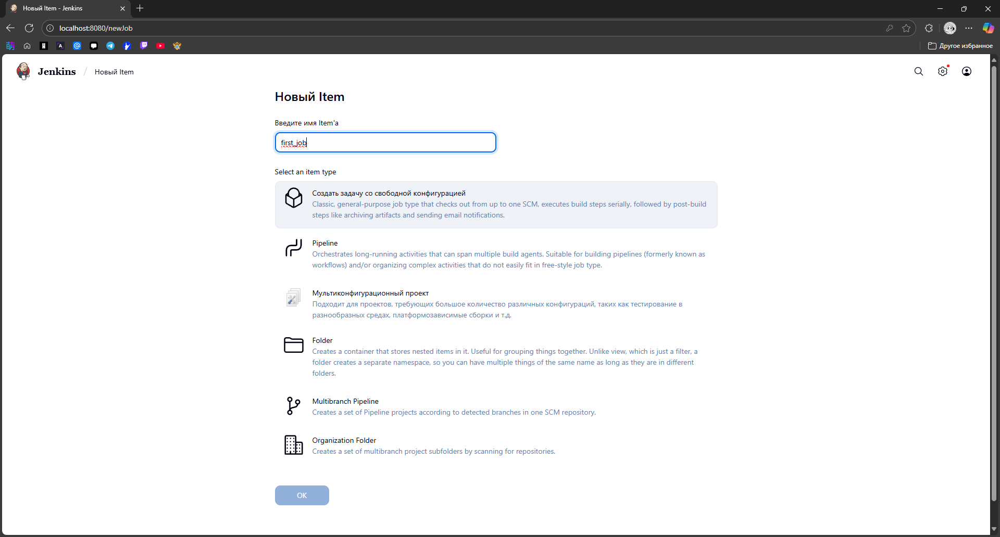 Новый Item - Jenkins
localhost:8080/newJob
Другое избранное
Jenkins / Новый Item
Новый Item
Введите имя Item'а
first_job
Select an item type
Создать задачу со свободной конфигурацией
Classic, general-purpose job type that checks out from up to one SCM, executes build steps serially, followed by post-build
steps like archiving artifacts and sending email notifications.
Pipeline
Orchestrates long-running activities that can span multiple build agents. Suitable for building pipelines (formerly known as
workflows) and/or organizing complex activities that do not easily fit in free-style job type.
Мультиконфигурационный проект
Подходит для проектов, требующих большое количество различных конфигураций, таких как тестирование в
разнообразных средах, платформозависимые сборки и т.д.
Folder
Creates a container that stores nested items in it. Useful for grouping things together. Unlike view, which is just a filter, a
folder creates a separate namespace, so you can have multiple things of the same name as long as they are in different
folders.
Multibranch Pipeline
Creates a set of Pipeline projects according to detected branches in one SCM repository.
Organization Folder
Creates a set of multibranch project subfolders by scanning for repositories.
OK